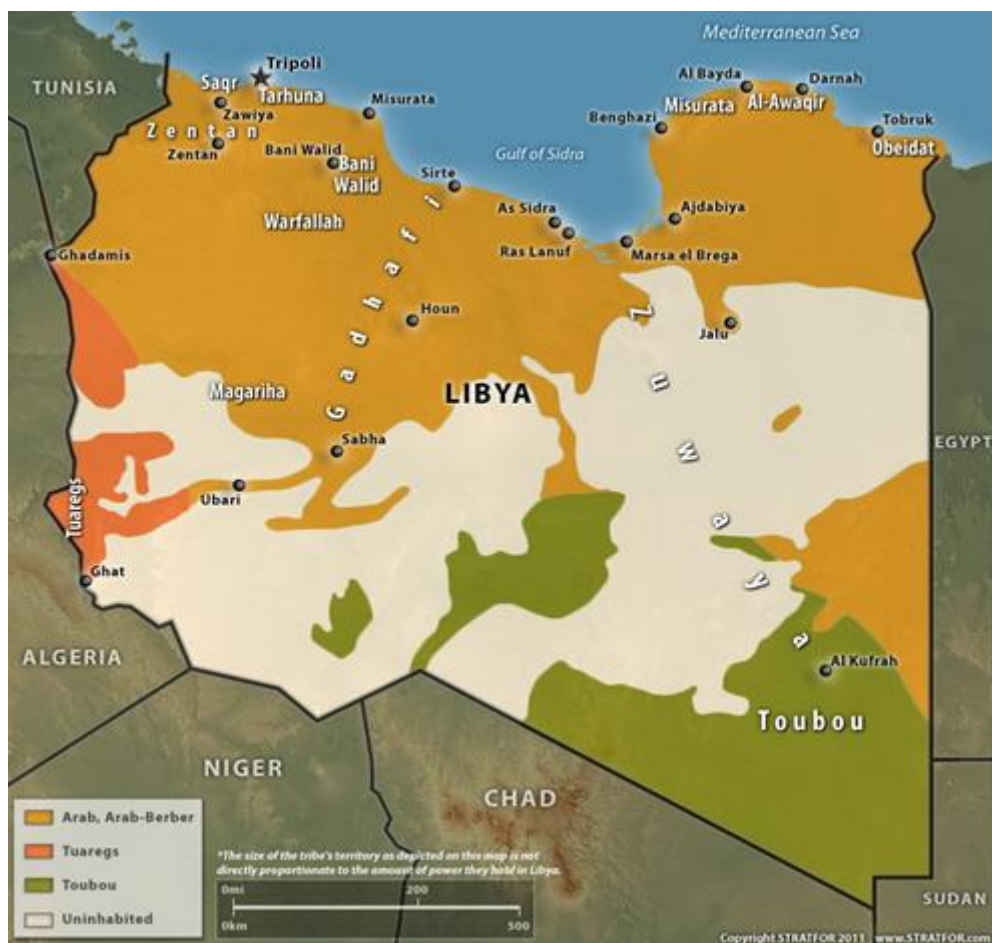 Mediterranean Sea
Tripoli
TUNISIA
Saqr
Tarhuna
Al Bayda
Darnah
Zawiya
Misurata
Misurata
Al-Awaqir
Zentan
Benghazi
Tobruk
Zentan
Bani Walid
Bani
Walid
Gulf of Sidra
Obeidat
Sirte
Warfallah
As Sidra
Ajdabiya
Ghadamis
Ras Lanuf
Marsa el Brega
Gadhafi
Houn
Zuwaya
Jalu
Magariha
LIBYA
Sabha
EGYPT
Ubari
Tuaregs
Ghat
ALGERIA
Al Kufrah
Toubou
NIGER
CHAD
Arab, Arab-Berber
Tuaregs
Toubou
Uninhabited
*The size of the tribe's territory as depicted on this map is not
directly proportionate to the amount of power they hold in Libya.
0mi 200
0km 500
SUDAN
Copyright STRATFOR 2011 www.STRATFOR.com